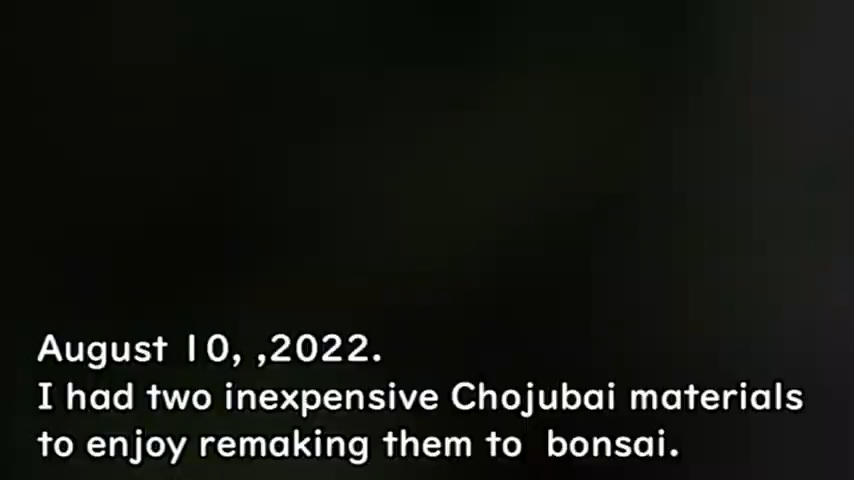 August 10, ,2022.
I had two inexpensive Chojubai materials
to enjoy remaking them to  bonsai.